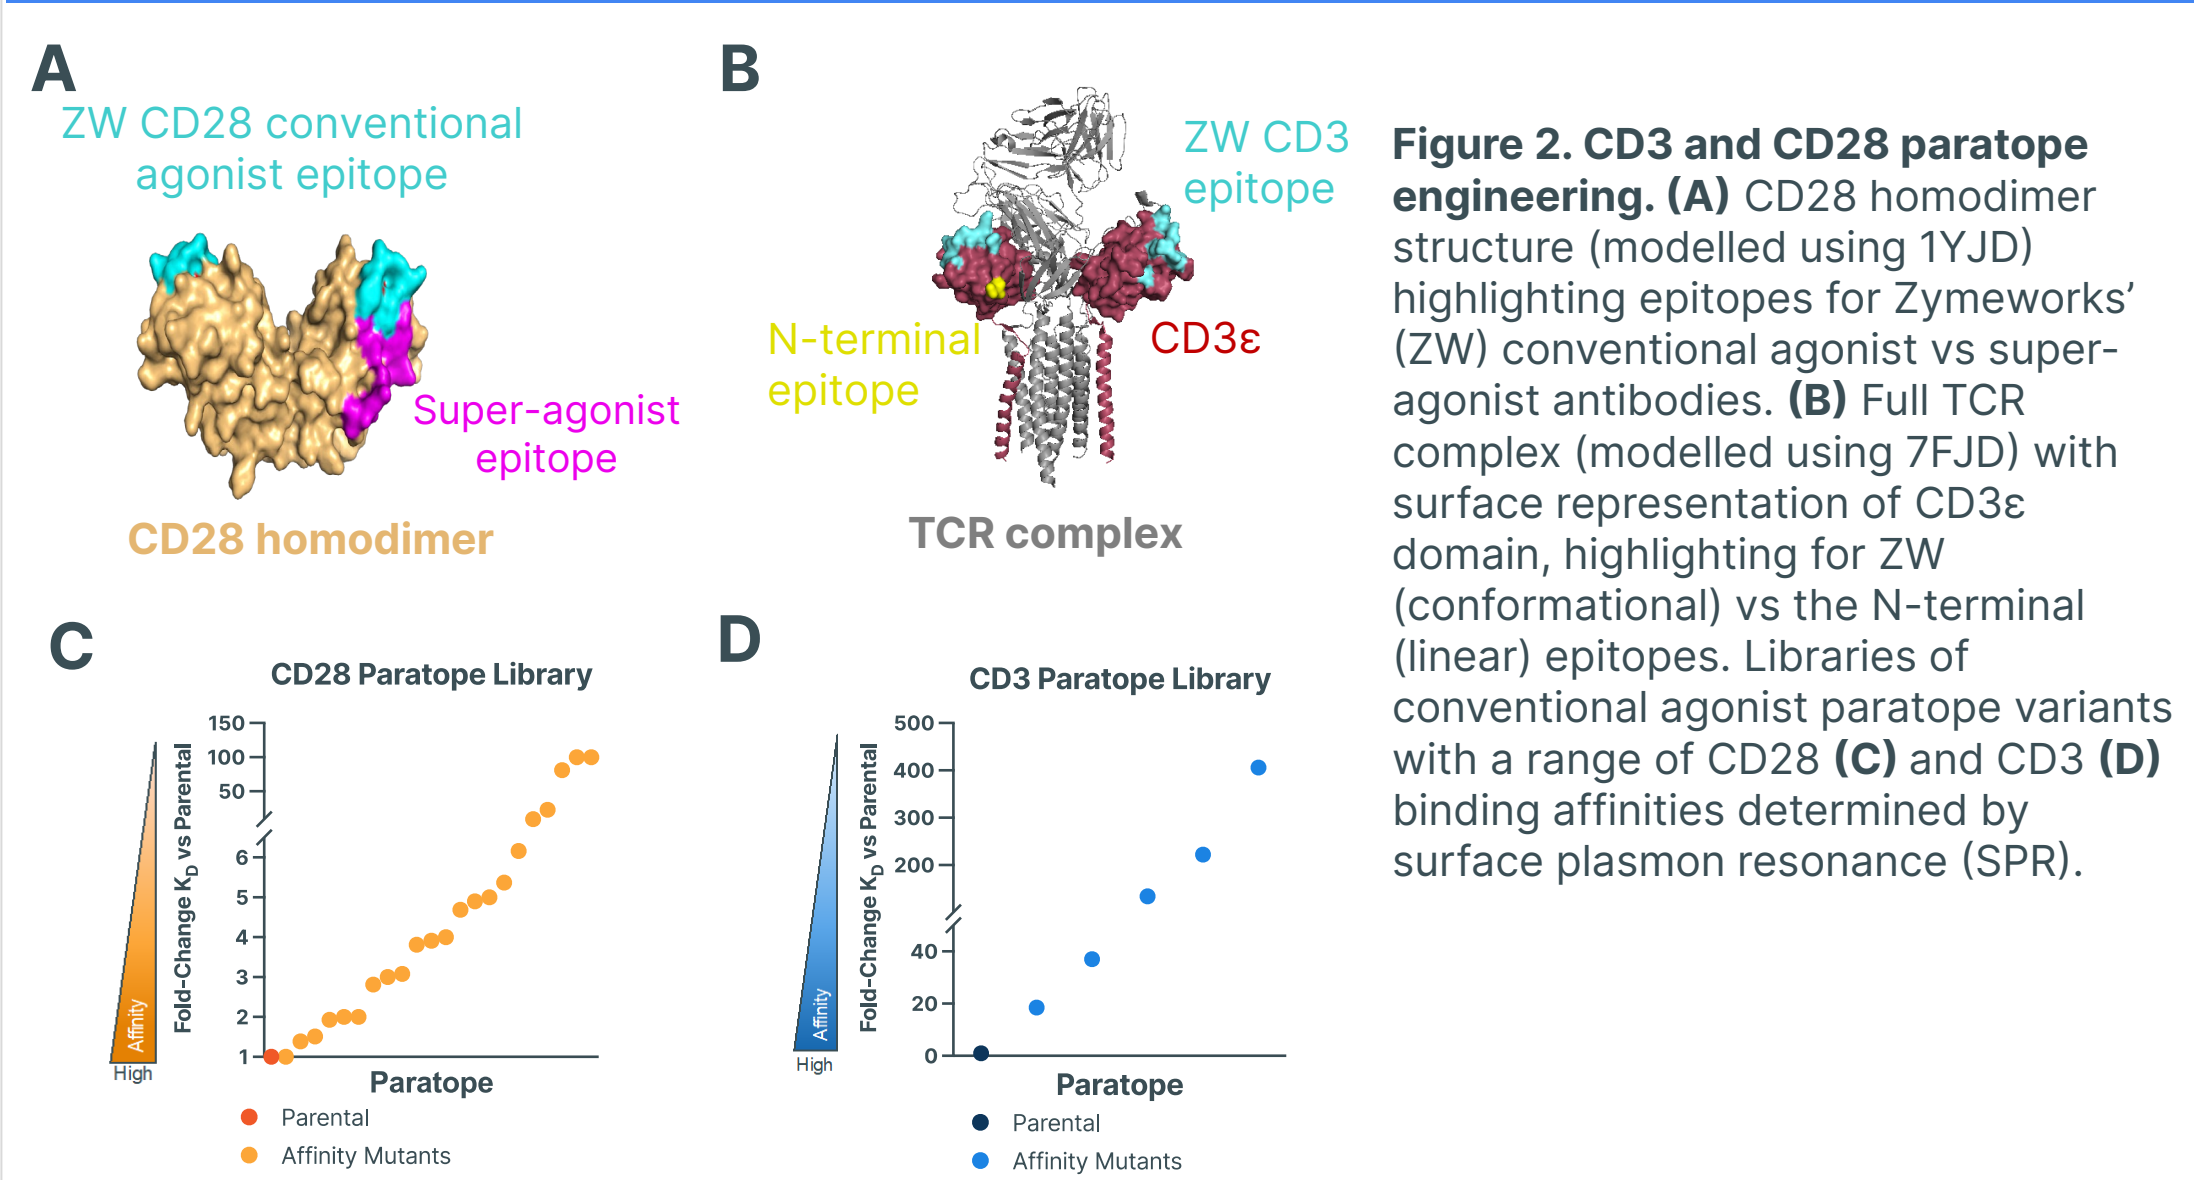 A
ZW CD28 conventional
agonist epitope
Super-agonist
epitope
CD28 homodimer
B
ZW CD3
epitope
N-terminal
epitope
CD3ε
TCR complex
Figure 2. CD3 and CD28 paratope
engineering. (A) CD28 homodimer
structure (modelled using 1YJD)
highlighting epitopes for Zymeworks’
(ZW) conventional agonist vs super-
agonist antibodies. (B) Full TCR
complex (modelled using 7FJD) with
surface representation of CD3ε
domain, highlighting for ZW
(conformational) vs the N-terminal
(linear) epitopes. Libraries of
conventional agonist paratope variants
with a range of CD28 (C) and CD3 (D)
binding affinities determined by
surface plasmon resonance (SPR).
C
CD28 Paratope Library
Affinity
High
Fold-Change KD vs Parental
150
100
50
6
5
4
3
2
1
Paratope
Parental
Affinity Mutants
D
CD3 Paratope Library
Affinity
High
Fold-Change KD vs Parental
500
400
300
200
40
20
0
Paratope
Parental
Affinity Mutants